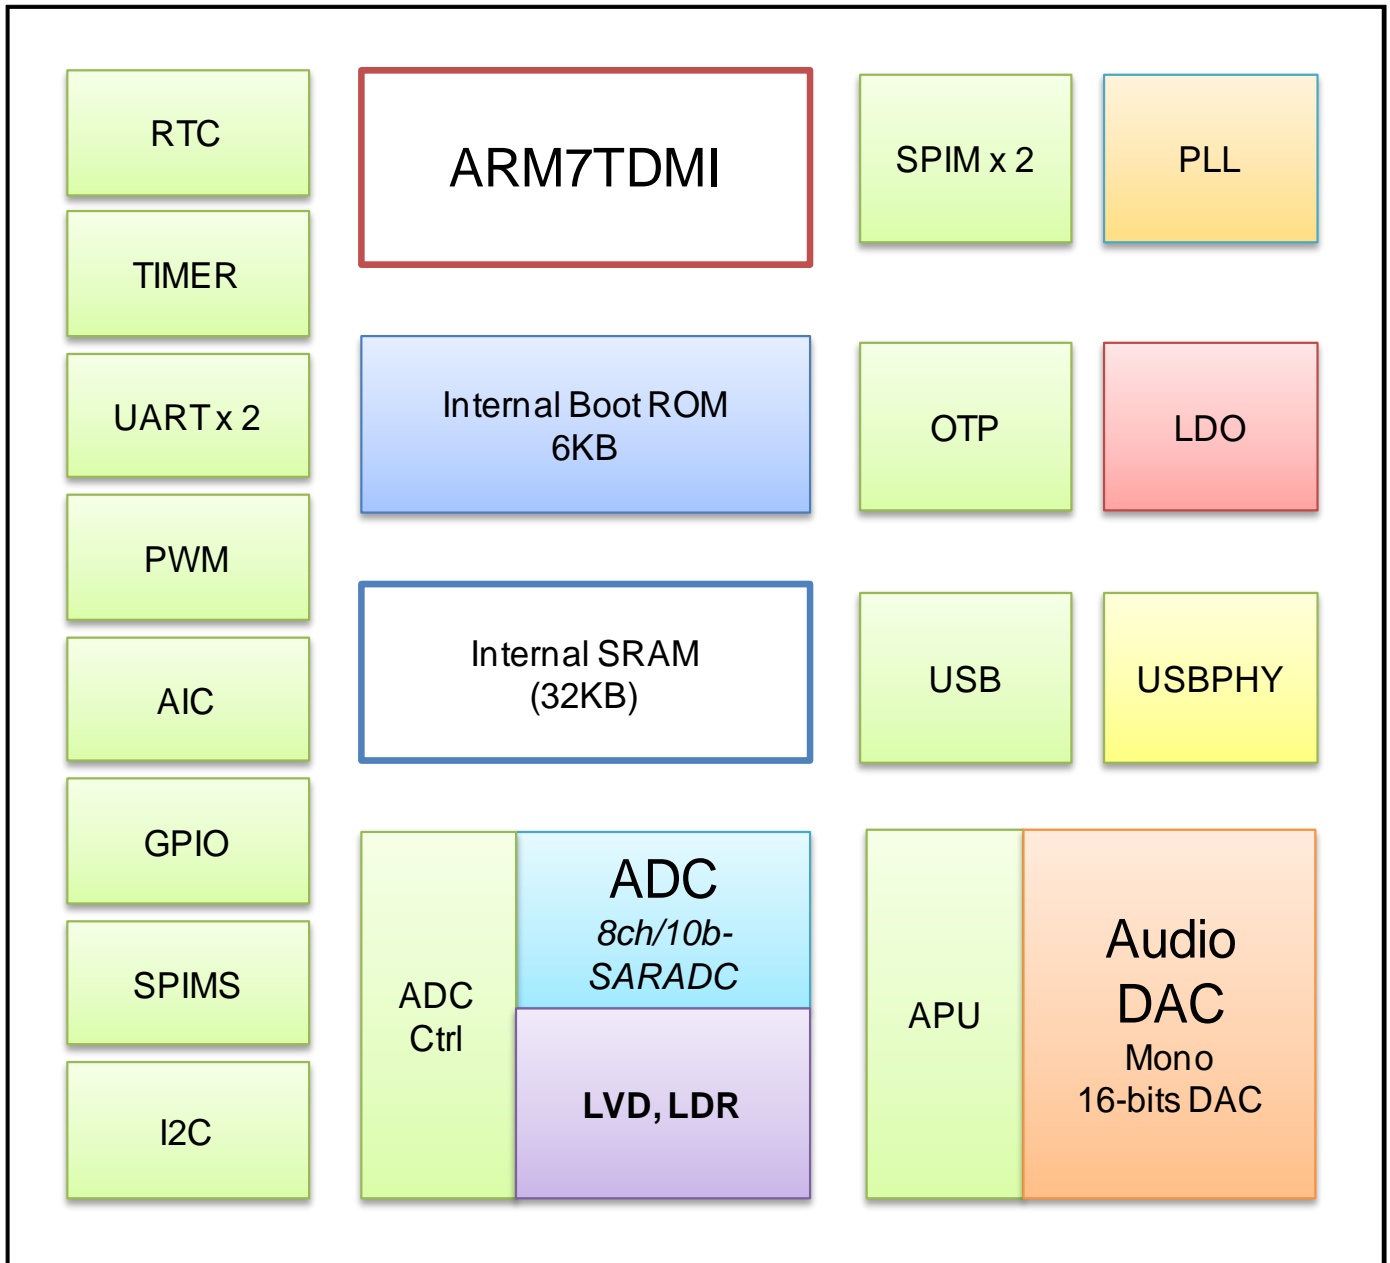 RTC
TIMER
UART x 2
PWM
AIC
GPIO
SPIMS
I2C
ARM7TDMI
Internal Boot ROM
6KB
Internal SRAM
(32KB)
ADC
Ctrl
ADC
8ch/10b-
SARADC
LVD, LDR
SPIM x 2
PLL
OTP
LDO
USB
USBPHY
APU
Audio
DAC
Mono
16-bits DAC